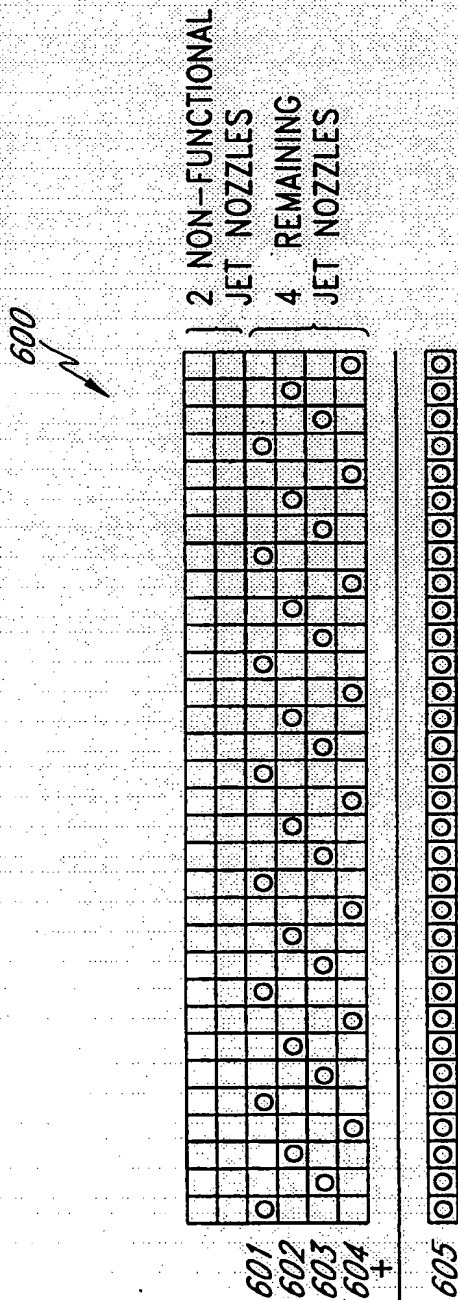 600
2 NON-FUNCTIONAL
JET NOZZLES
4 REMAINING
JET NOZZLES
601
602
603
604
+
605